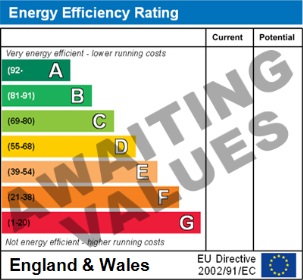 Energy Efficiency Rating
Current Potential
Very energy efficient - lower running costs
(92- A
(81-91) B
(69-80) C
(55-68) D
(39-54) E
(21-38) F
(1-20) G
Not energy efficient - higher running costs
AWAITING
VALUES
England & Wales
EU Directive
2002/91/EC